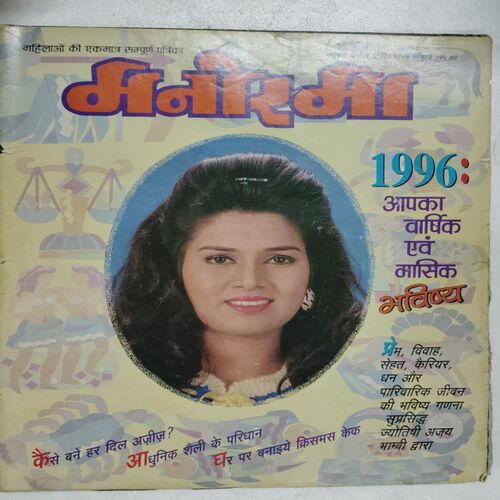 महिलाओं की एकमात्र सम्पूर्ण पत्रिका
मनोरमा
1996:
आपका
वार्षिक
एवं
मासिक
भविष्य
प्रेम, विवाह,
सेहत, कैरियर,
धन और
पारिवारिक जीवन
की भविष्य गणना
सुप्रसिद्ध
ज्योतिषी अजय
भाम्बी द्वारा
कैसे बनें हर दिल अज़ीज़?
आधुनिक शैली के परिधान
घर पर बनाइये क्रिसमस केक